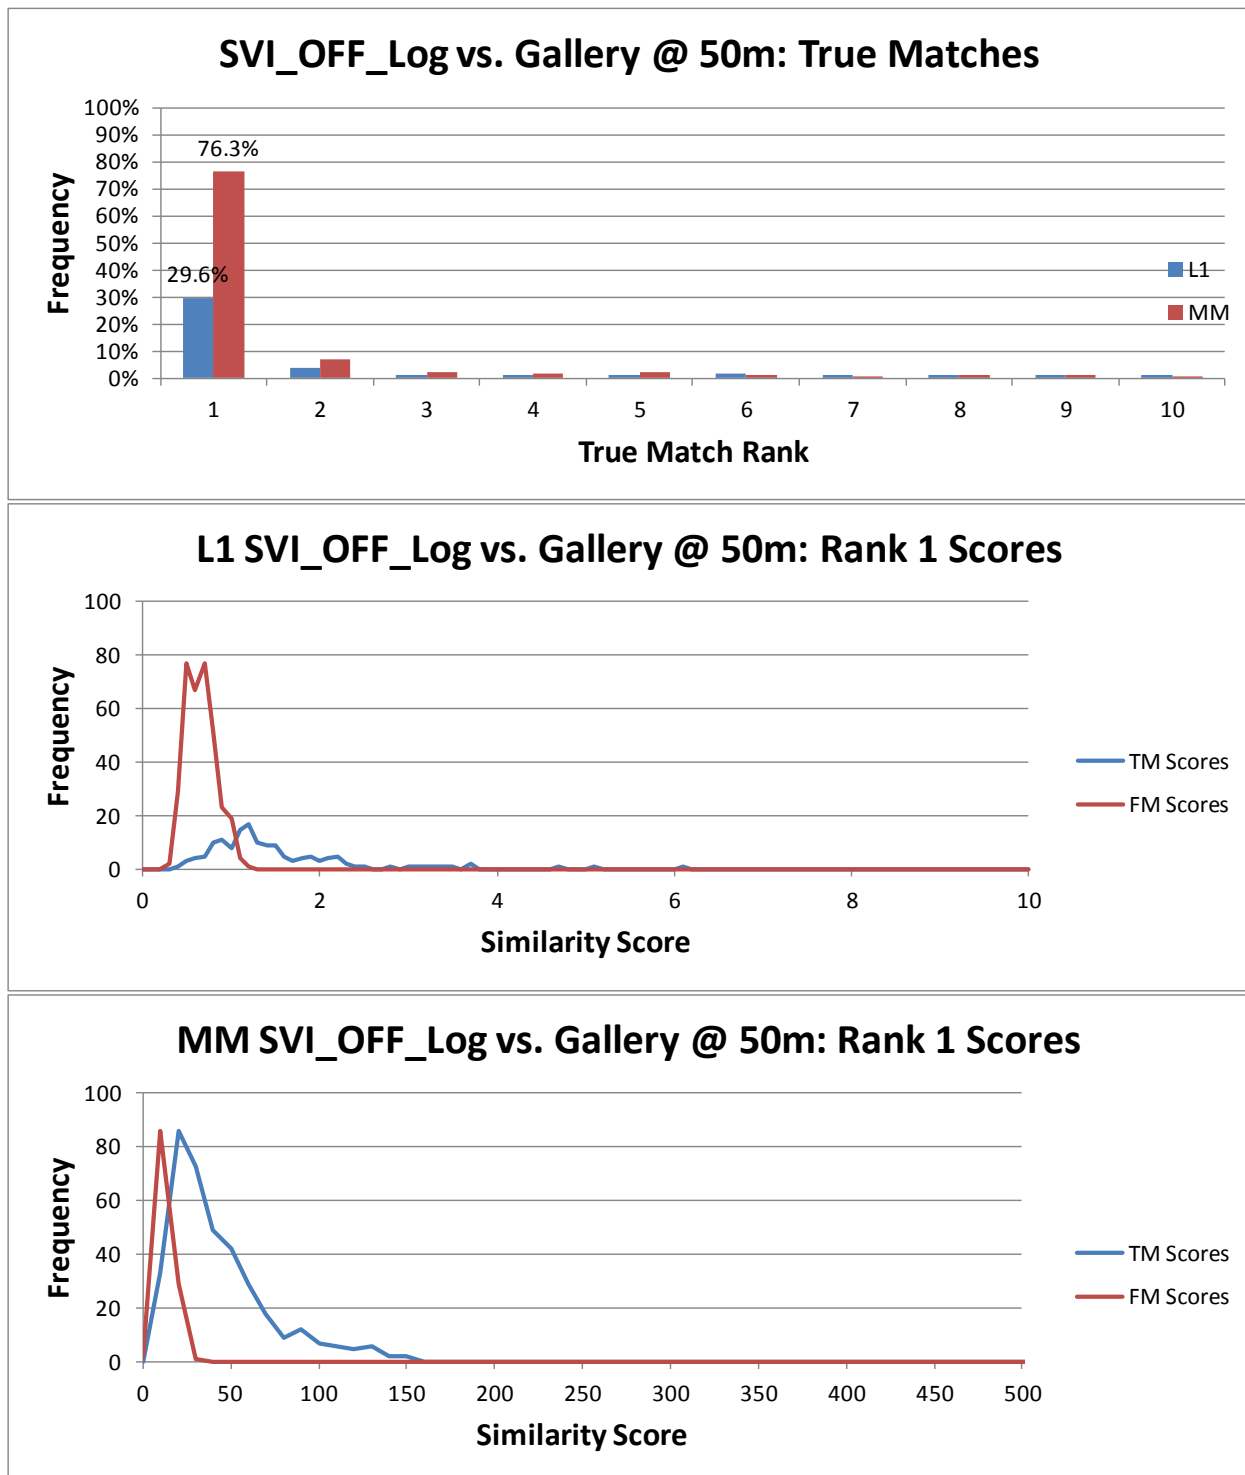 SVI_OFF_Log vs. Gallery @ 50m: True Matches
100%
90%
80%
70%
60%
50%
40%
30%
20%
10%
0%
Frequency
76.3%
29.6%
L1
MM
1 2 3 4 5 6 7 8 9 10
True Match Rank
L1 SVI_OFF_Log vs. Gallery @ 50m: Rank 1 Scores
100
80
60
40
20
0
Frequency
TM Scores
FM Scores
0 2 4 6 8 10
Similarity Score
MM SVI_OFF_Log vs. Gallery @ 50m: Rank 1 Scores
100
80
60
40
20
0
Frequency
TM Scores
FM Scores
0 50 100 150 200 250 300 350 400 450 500
Similarity Score